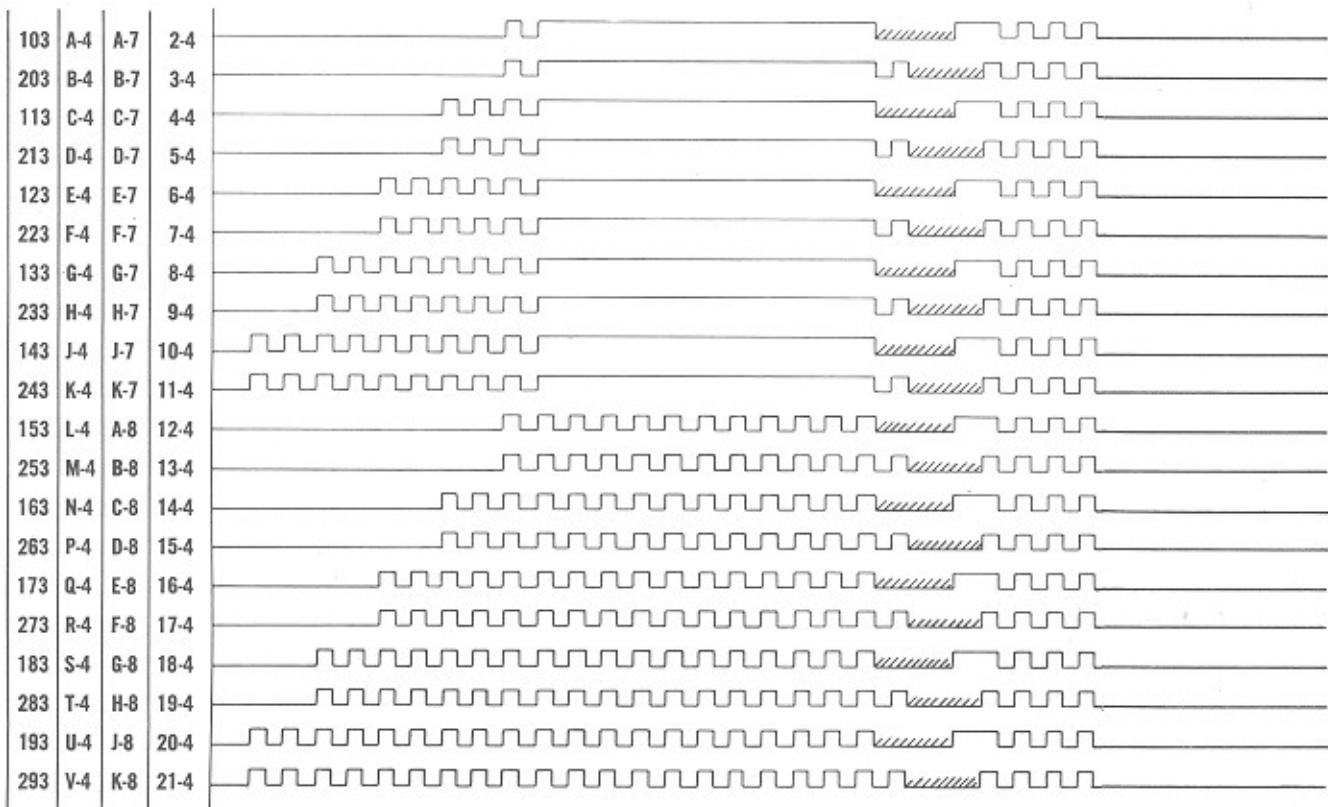 103 A-4 A-7 2-4
203 B-4 B-7 3-4
113 C-4 C-7 4-4
213 D-4 D-7 5-4
123 E-4 E-7 6-4
223 F-4 F-7 7-4
133 G-4 G-7 8-4
233 H-4 H-7 9-4
143 J-4 J-7 10-4
243 K-4 K-7 11-4
153 L-4 A-8 12-4
253 M-4 B-8 13-4
163 N-4 C-8 14-4
263 P-4 D-8 15-4
173 Q-4 E-8 16-4
273 R-4 F-8 17-4
183 S-4 G-8 18-4
283 T-4 H-8 19-4
193 U-4 J-8 20-4
293 V-4 K-8 21-4